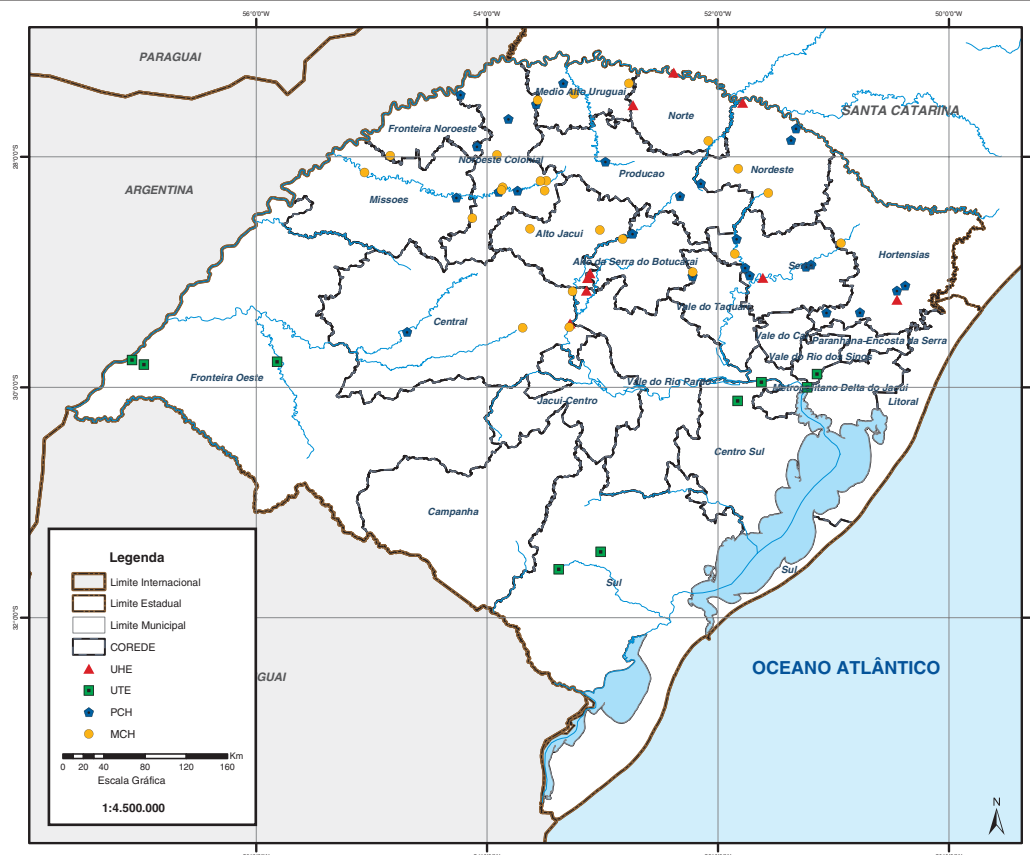 56°0'0"W
54°0'0"W
52°0'0"W
50°0'0"W
PARAGUAI
SANTA CATARINA
Medio Alto Uruguai
Norte
Fronteira Noroeste
28°0'0"S
Noroeste Colonial
Nordeste
Producao
ARGENTINA
Missoes
Alto Jacui
Hortensias
Alto da Serra do Botucarai
Vale do Taquari
Central
Paranhana-Encosta da Serra
Vale do Rio dos Sinos
Fronteira Oeste
Vale do Rio Pardo
30°0'0"S
Metropolitano Delta do Jacui
Jacui-Centro
Litoral
Centro Sul
Campanha
Sul
Sul
32°0'0"S
OCEANO ATLÂNTICO
GUAI
Legenda
Limite Internacional
Limite Estadual
Limite Municipal
COREDE
UHE
UTE
PCH
MCH
Km
0 20 40 80 120 160
Escala Gráfica
1:4.500.000
N